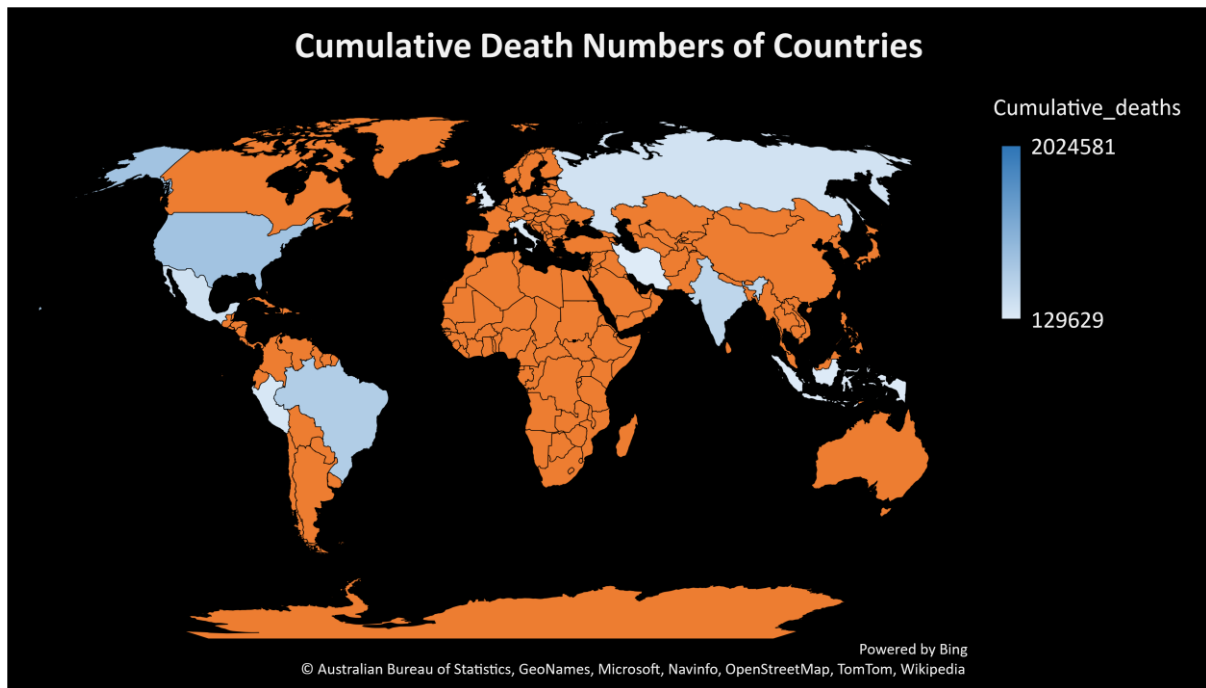 Cumulative Death Numbers of Countries
Cumulative_deaths
2024581
129629
Powered by Bing
© Australian Bureau of Statistics, GeoNames, Microsoft, Navinfo, OpenStreetMap, TomTom, Wikipedia